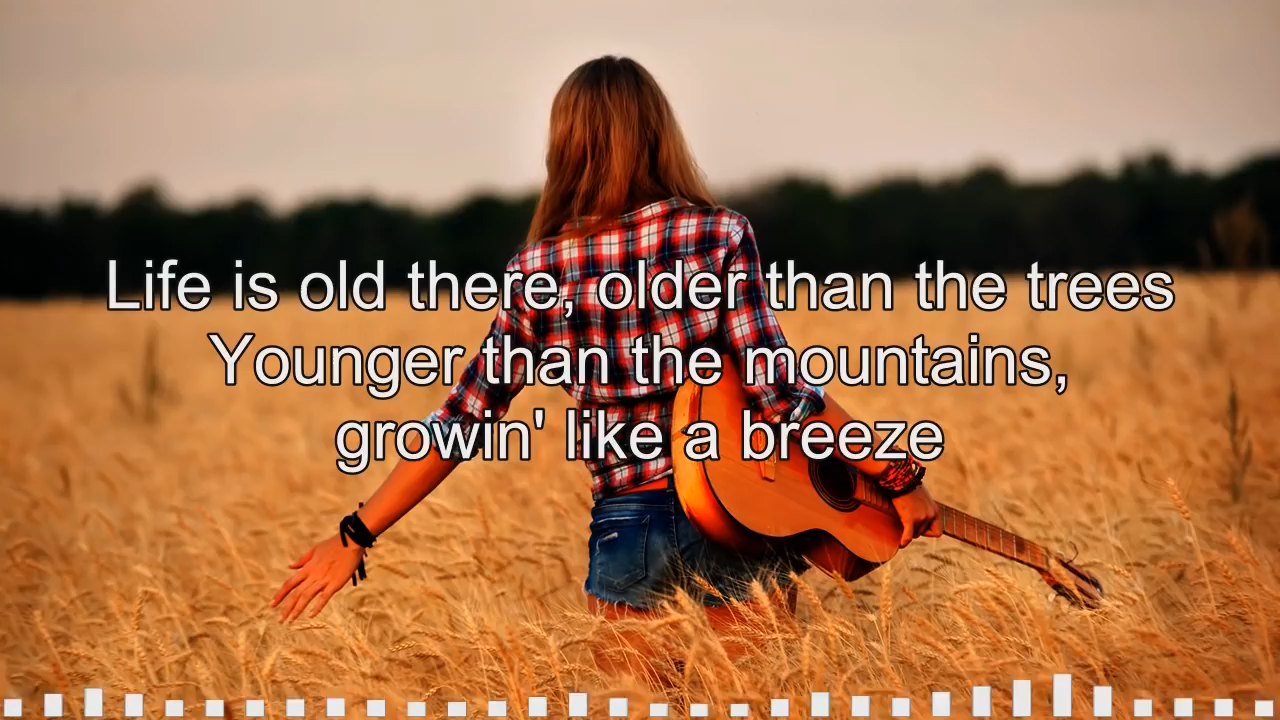 Life is old there, older than the trees
Younger than the mountains,
growin' like a breeze